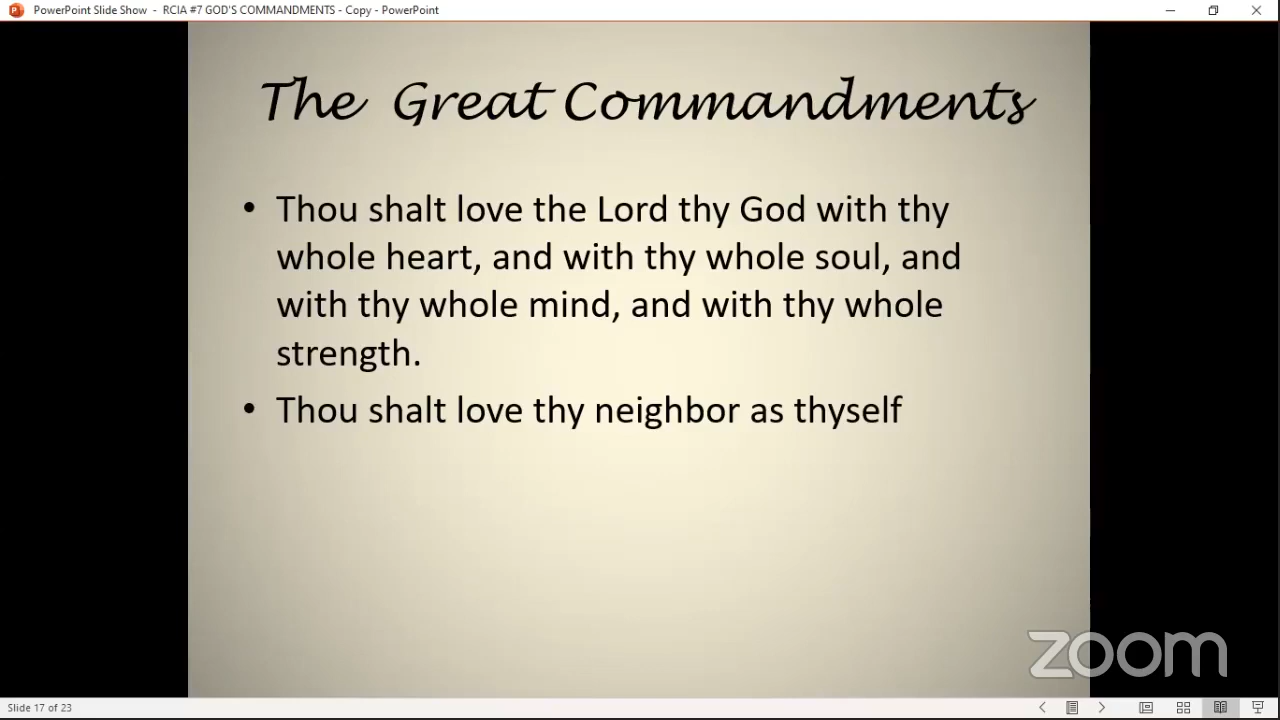 PowerPoint Slide Show - RCIA #7 GOD'S COMMANDMENTS - Copy - PowerPoint
The Great Commandments
• Thou shalt love the Lord thy God with thy
whole heart, and with thy whole soul, and
with thy whole mind, and with thy whole
strength.
• Thou shalt love thy neighbor as thyself
zoom
Slide 17 of 23